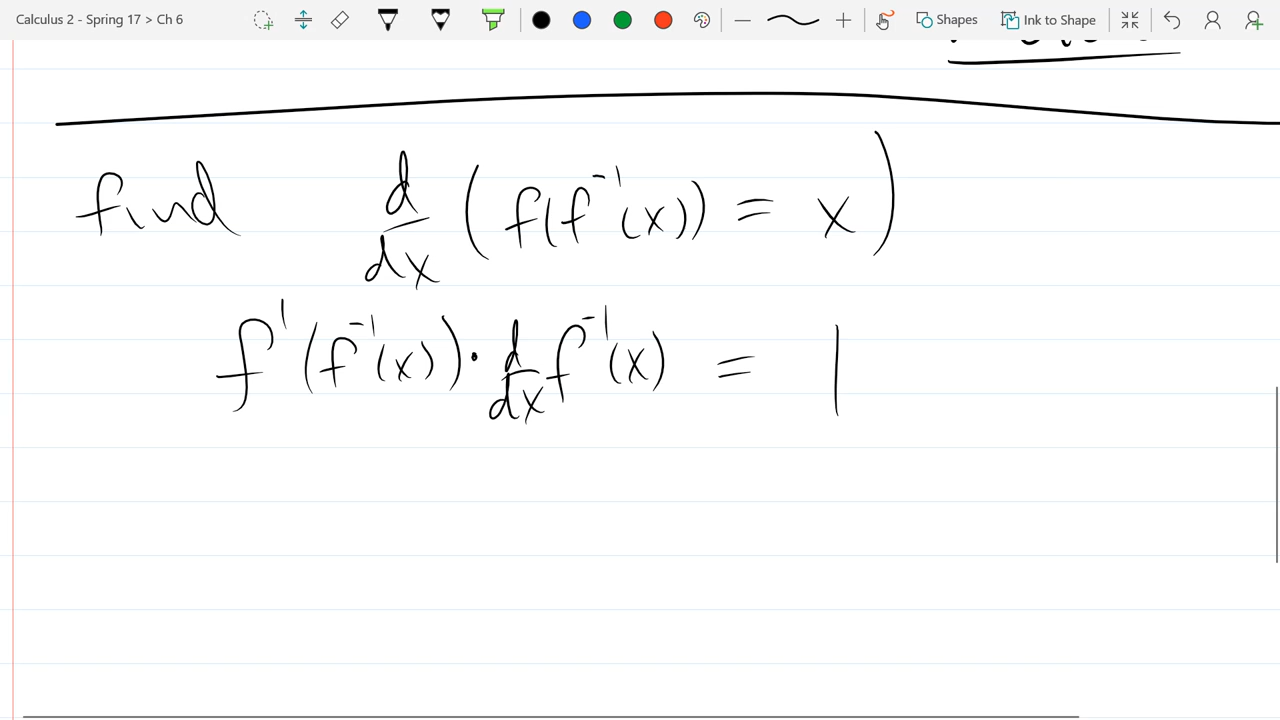 Calculus 2 - Spring 17 > Ch 6 Shapes Ink to Shape
find d/dx (f(f⁻¹(x)) = x)
f'(f⁻¹(x)) · d/dx f⁻¹(x) = 1